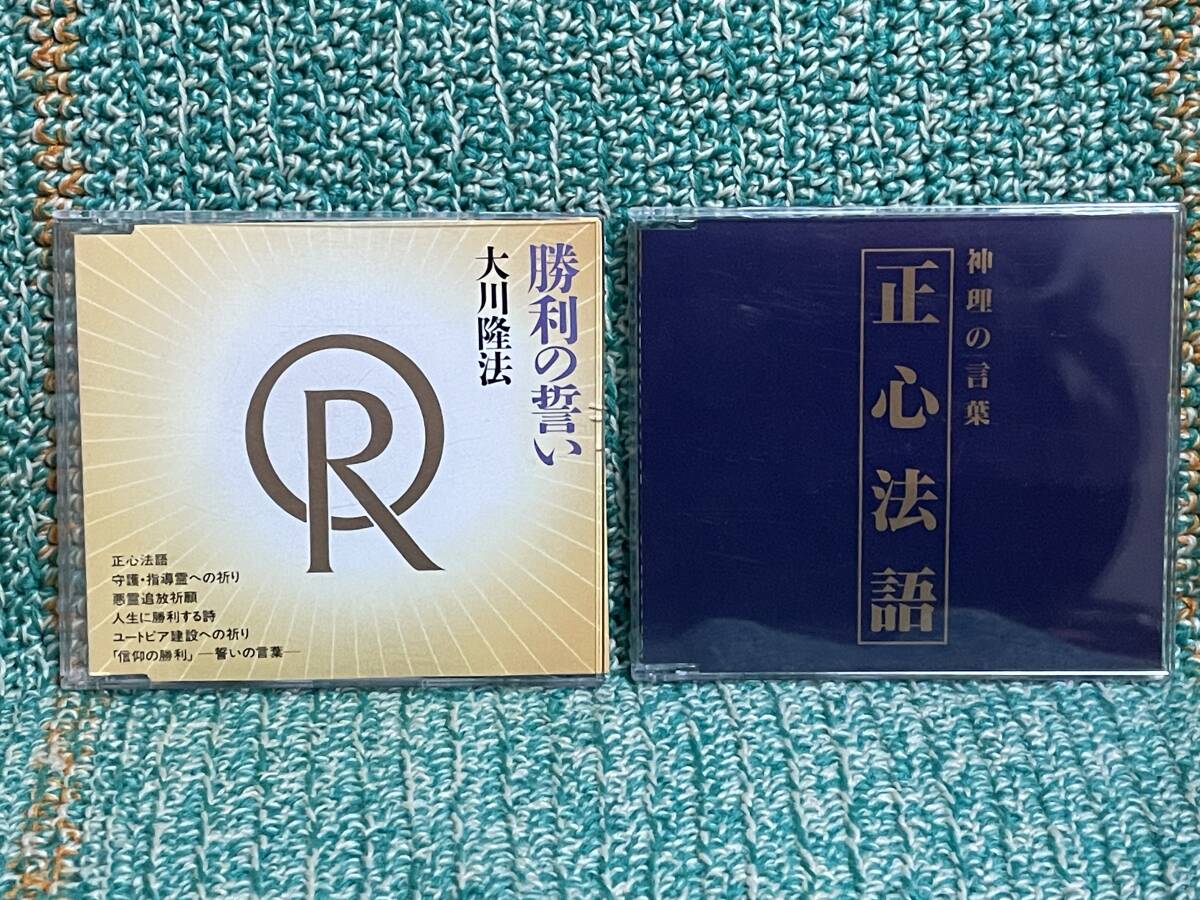 勝利の誓い
大川隆法
OR
正心法語
守護・指導霊への祈り
悪霊追放祈願
人生に勝利する詩
ユートピア建設への祈り
「信仰の勝利」―誓いの言葉―
神理の言葉
正心法語